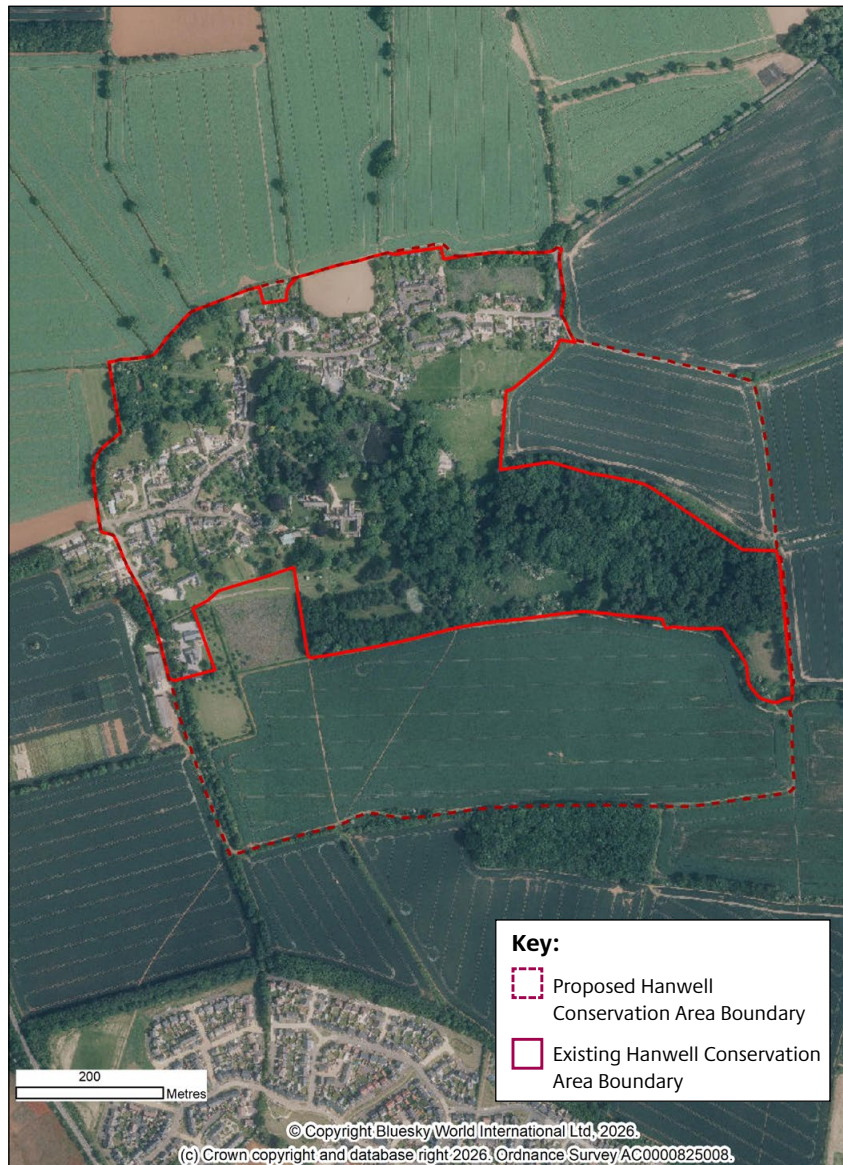 Key:
Proposed Hanwell
Conservation Area Boundary
Existing Hanwell Conservation
Area Boundary
200
Metres
© Copyright Bluesky World International Ltd, 2026.
(c) Crown copyright and database right 2026. Ordnance Survey AC0000825008.